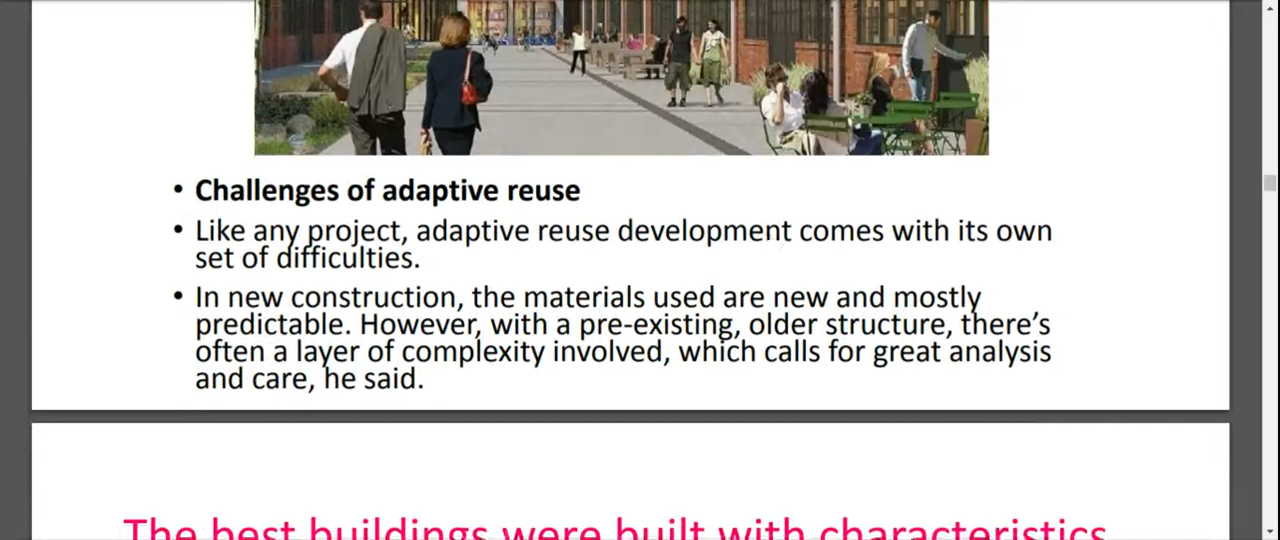 • Challenges of adaptive reuse
• Like any project, adaptive reuse development comes with its own
set of difficulties.
• In new construction, the materials used are new and mostly
predictable. However, with a pre-existing, older structure, there’s
often a layer of complexity involved, which calls for great analysis
and care, he said.
The best buildings were built with characteristics